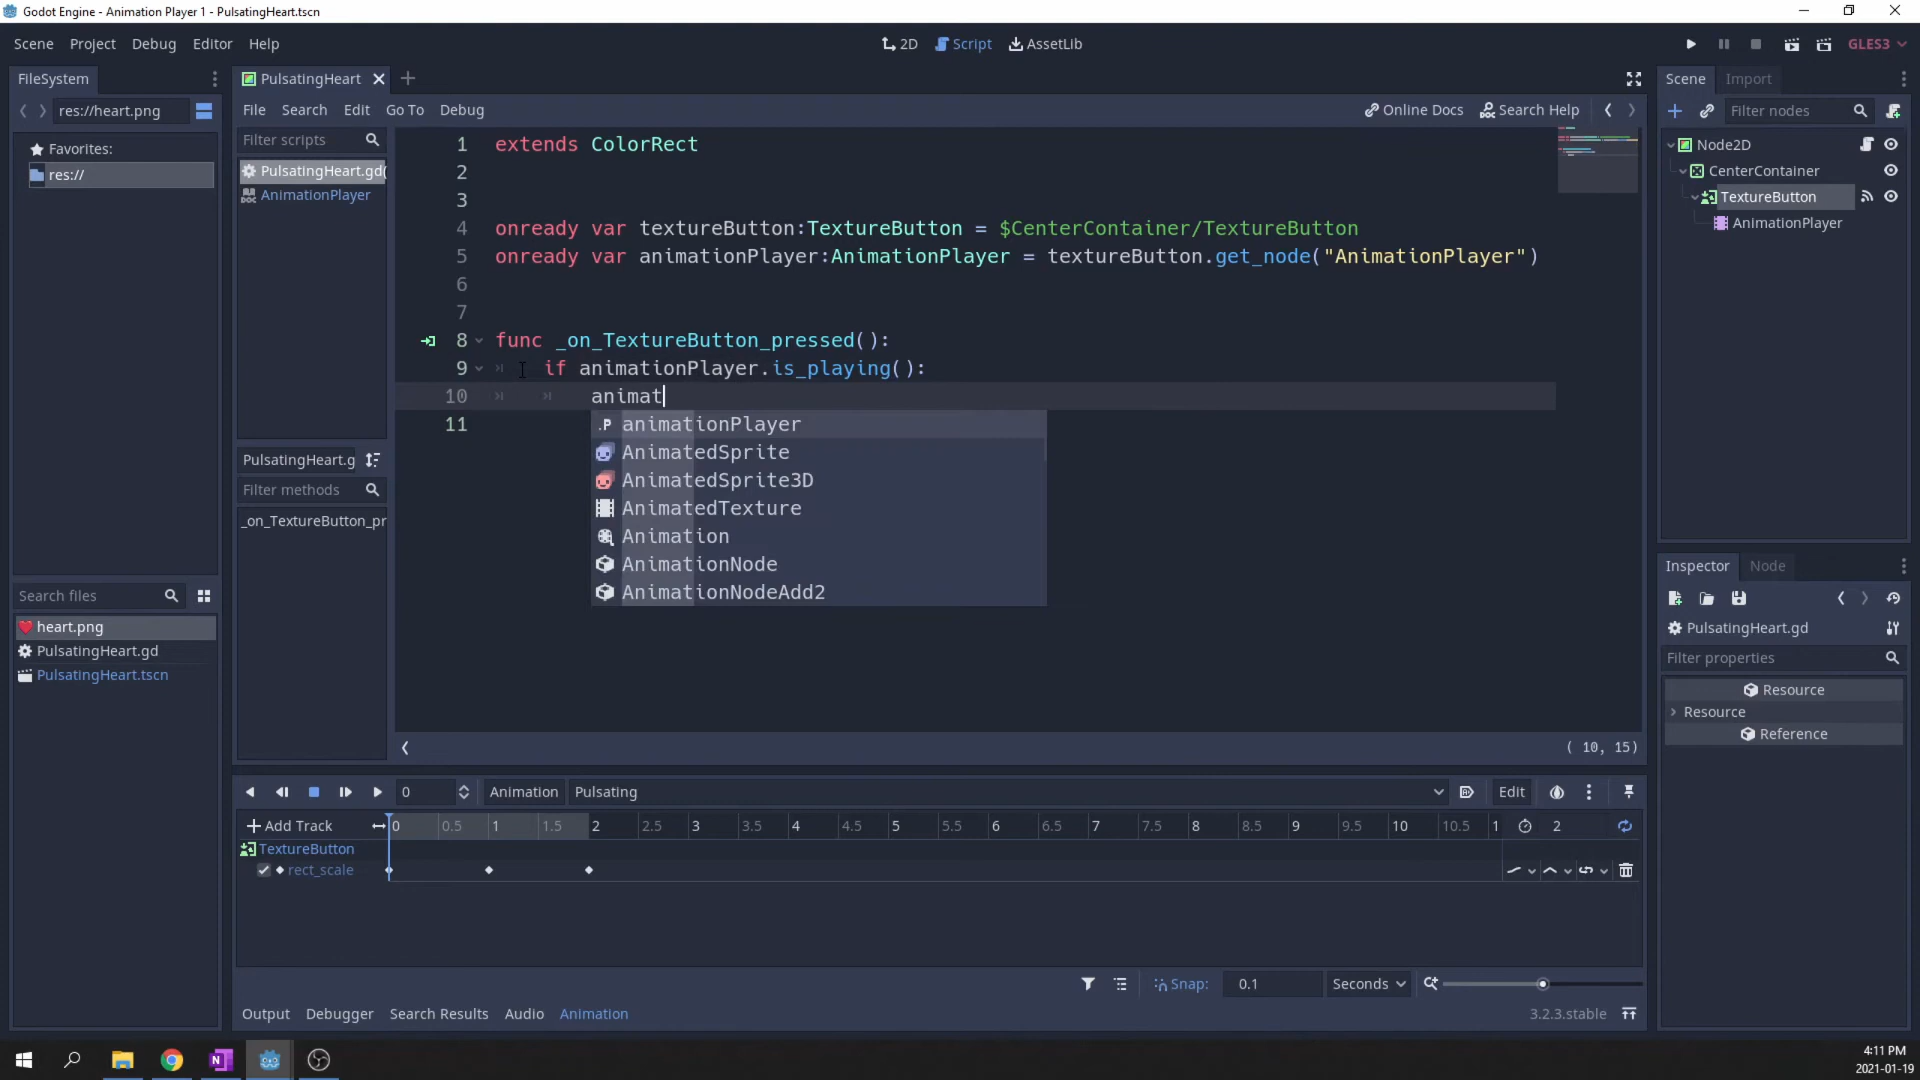 Godot Engine - Animation Player 1 - PulsatingHeart.tscn
Scene Project Debug Editor Help
2D Script AssetLib
GLES3
FileSystem
res://heart.png
Favorites:
res://
Search files
heart.png
PulsatingHeart.gd
PulsatingHeart.tscn
PulsatingHeart
File Search Edit Go To Debug
Online Docs Search Help
Filter scripts
PulsatingHeart.gd(
AnimationPlayer
PulsatingHeart.g
Filter methods
_on_TextureButton_pr
1 extends ColorRect
2
3
4 onready var textureButton:TextureButton = $CenterContainer/TextureButton
5 onready var animationPlayer:AnimationPlayer = textureButton.get_node("AnimationPlayer")
6
7
8 func _on_TextureButton_pressed():
9 if animationPlayer.is_playing():
10 animat
11
animationPlayer
AnimatedSprite
AnimatedSprite3D
AnimatedTexture
Animation
AnimationNode
AnimationNodeAdd2
( 10, 15)
0 Animation Pulsating Edit
Add Track 0 0.5 1 1.5 2 2.5 3 3.5 4 4.5 5 5.5 6 6.5 7 7.5 8 8.5 9 9.5 10 10.5 1 2
TextureButton
rect_scale
Snap: 0.1 Seconds
Output Debugger Search Results Audio Animation
3.2.3.stable
Scene Import
Filter nodes
Node2D
CenterContainer
TextureButton
AnimationPlayer
Inspector Node
PulsatingHeart.gd
Filter properties
Resource
Resource
Reference
4:11 PM
2021-01-19